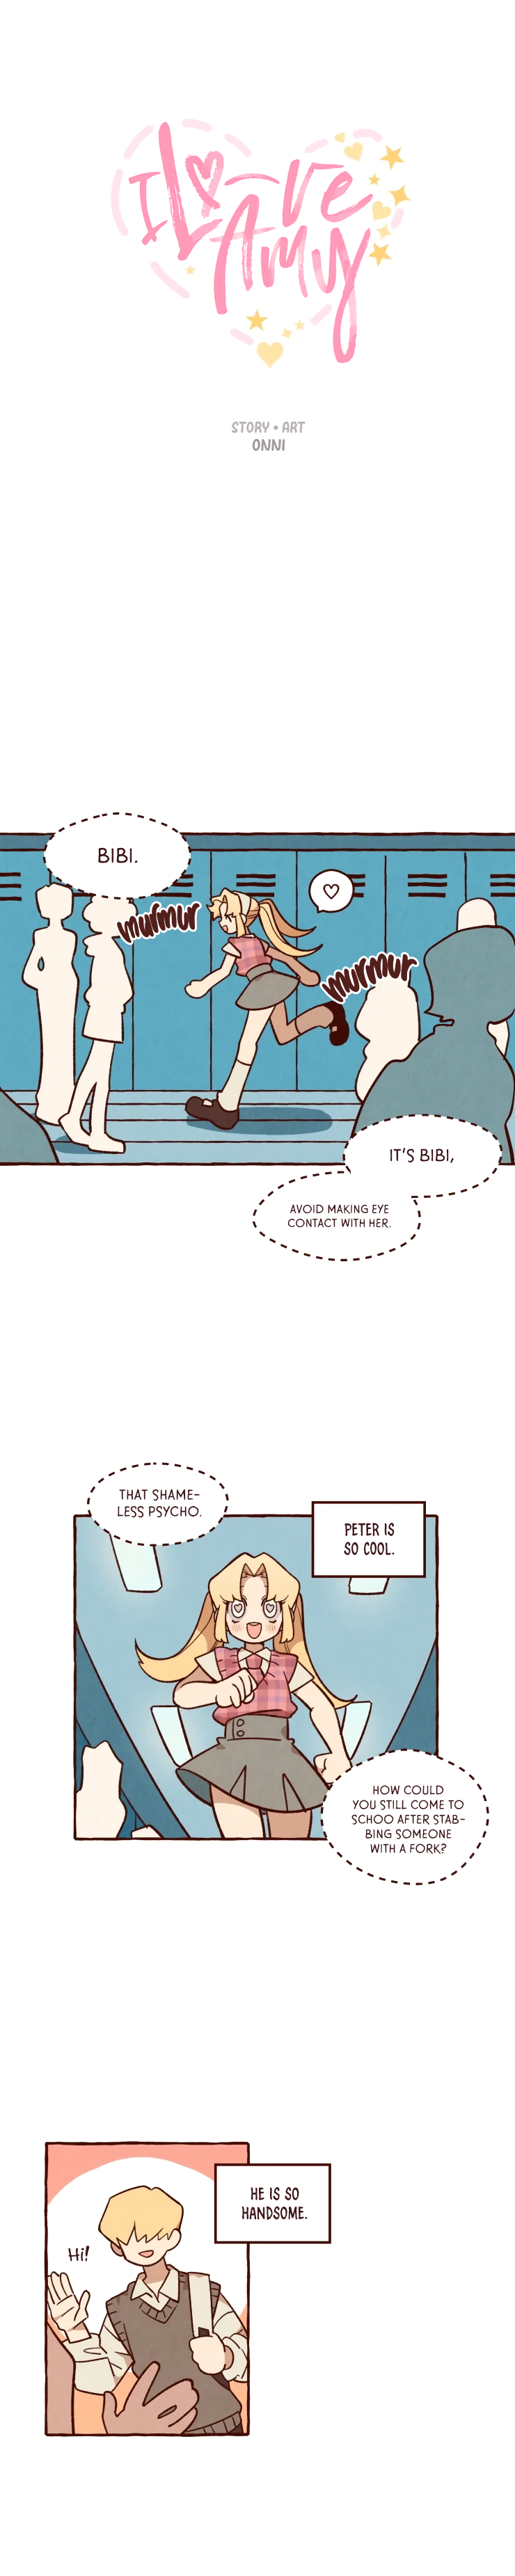 I Love
Amy
STORY • ART
ONNI
BIBI.
murmur
murmur
IT'S BIBI,
AVOID MAKING EYE
CONTACT WITH HER.
THAT SHAME-
LESS PSYCHO.
PETER IS
SO COOL.
HOW COULD
YOU STILL COME TO
SCHOO AFTER STAB-
BING SOMEONE
WITH A FORK?
HE IS SO
HANDSOME.
Hi!